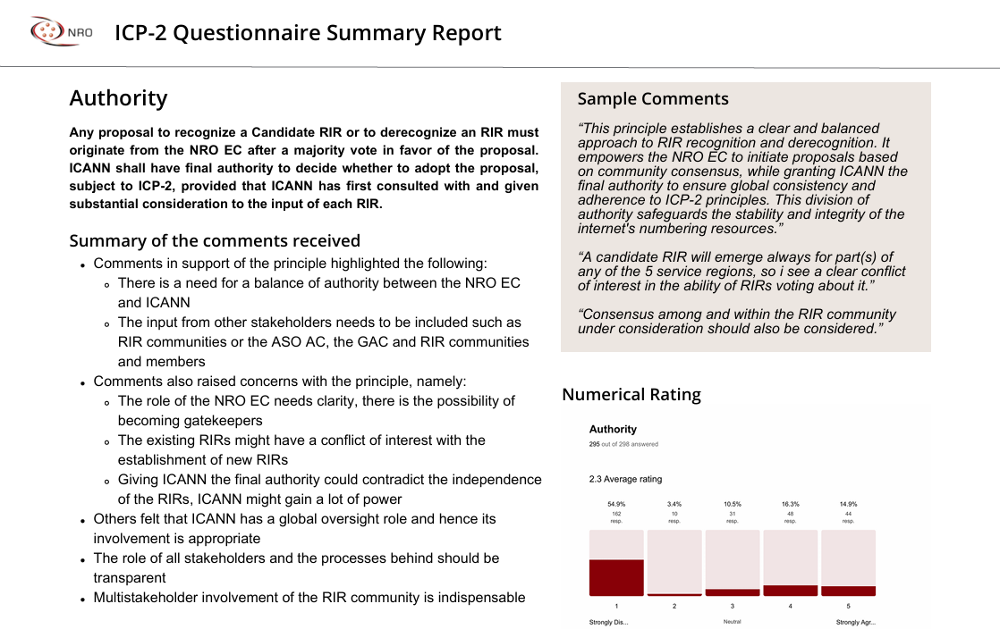 NRO
ICP-2 Questionnaire Summary Report
Authority
Any proposal to recognize a Candidate RIR or to derecognize an RIR must
originate from the NRO EC after a majority vote in favor of the proposal.
ICANN shall have final authority to decide whether to adopt the proposal,
subject to ICP-2, provided that ICANN has first consulted with and given
substantial consideration to the input of each RIR.
Summary of the comments received
• Comments in support of the principle highlighted the following:
◦ There is a need for a balance of authority between the NRO EC
and ICANN
◦ The input from other stakeholders needs to be included such as
RIR communities or the ASO AC, the GAC and RIR communities
and members
• Comments also raised concerns with the principle, namely:
◦ The role of the NRO EC needs clarity, there is the possibility of
becoming gatekeepers
◦ The existing RIRs might have a conflict of interest with the
establishment of new RIRs
◦ Giving ICANN the final authority could contradict the independence
of the RIRs, ICANN might gain a lot of power
• Others felt that ICANN has a global oversight role and hence its
involvement is appropriate
• The role of all stakeholders and the processes behind should be
transparent
• Multistakeholder involvement of the RIR community is indispensable
Sample Comments
“This principle establishes a clear and balanced
approach to RIR recognition and derecognition. It
empowers the NRO EC to initiate proposals based
on community consensus, while granting ICANN the
final authority to ensure global consistency and
adherence to ICP-2 principles. This division of
authority safeguards the stability and integrity of the
internet's numbering resources.”
“A candidate RIR will emerge always for part(s) of
any of the 5 service regions, so i see a clear conflict
of interest in the ability of RIRs voting about it.”
“Consensus among and within the RIR community
under consideration should also be considered.”
Numerical Rating
Authority
295 out of 298 answered
2.3 Average rating
54.9% 3.4% 10.5% 16.3% 14.9%
162 10 31 48 44
resp. resp. resp. resp. resp.
1 2 3 4 5
Strongly Dis... Neutral Strongly Agr...